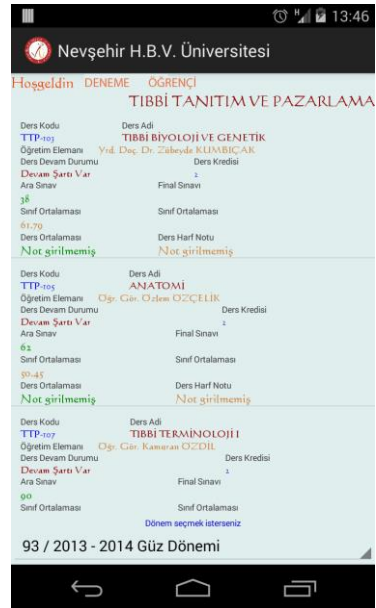 13:46
Nevşehir H.B.V. Üniversitesi
Hoşgeldin DENEME ÖĞRENÇİ
TIBBİ TANITIM VE PAZARLAMA
Ders Kodu Ders Adi
TTP-103 TIBBİ BİYOLOJİ VE GENETİK
Öğretim Elemanı Yrd. Doç. Dr. Zübeyde KUMBIÇAK
Ders Devam Durumu Ders Kredisi
Devam Şartı Var 2
Ara Sınav Final Sınavı
38
Sınıf Ortalaması Sınıf Ortalaması
61.79
Ders Ortalaması Ders Harf Notu
Not girilmemiş Not girilmemiş
Ders Kodu Ders Adi
TTP-105 ANATOMİ
Öğretim Elemanı Öğr. Gör. Özlem ÖZÇELİK
Ders Devam Durumu Ders Kredisi
Devam Şartı Var 2
Ara Sınav Final Sınavı
62
Sınıf Ortalaması Sınıf Ortalaması
50.45
Ders Ortalaması Ders Harf Notu
Not girilmemiş Not girilmemiş
Ders Kodu Ders Adi
TTP-107 TIBBİ TERMİNOLOJİ I
Öğretim Elemanı Öğr. Gör. Kamuran ÖZDİL
Ders Devam Durumu Ders Kredisi
Devam Şartı Var 2
Ara Sınav Final Sınavı
90
Sınıf Ortalaması Sınıf Ortalaması
Dönem seçmek isterseniz
93 / 2013 - 2014 Güz Dönemi